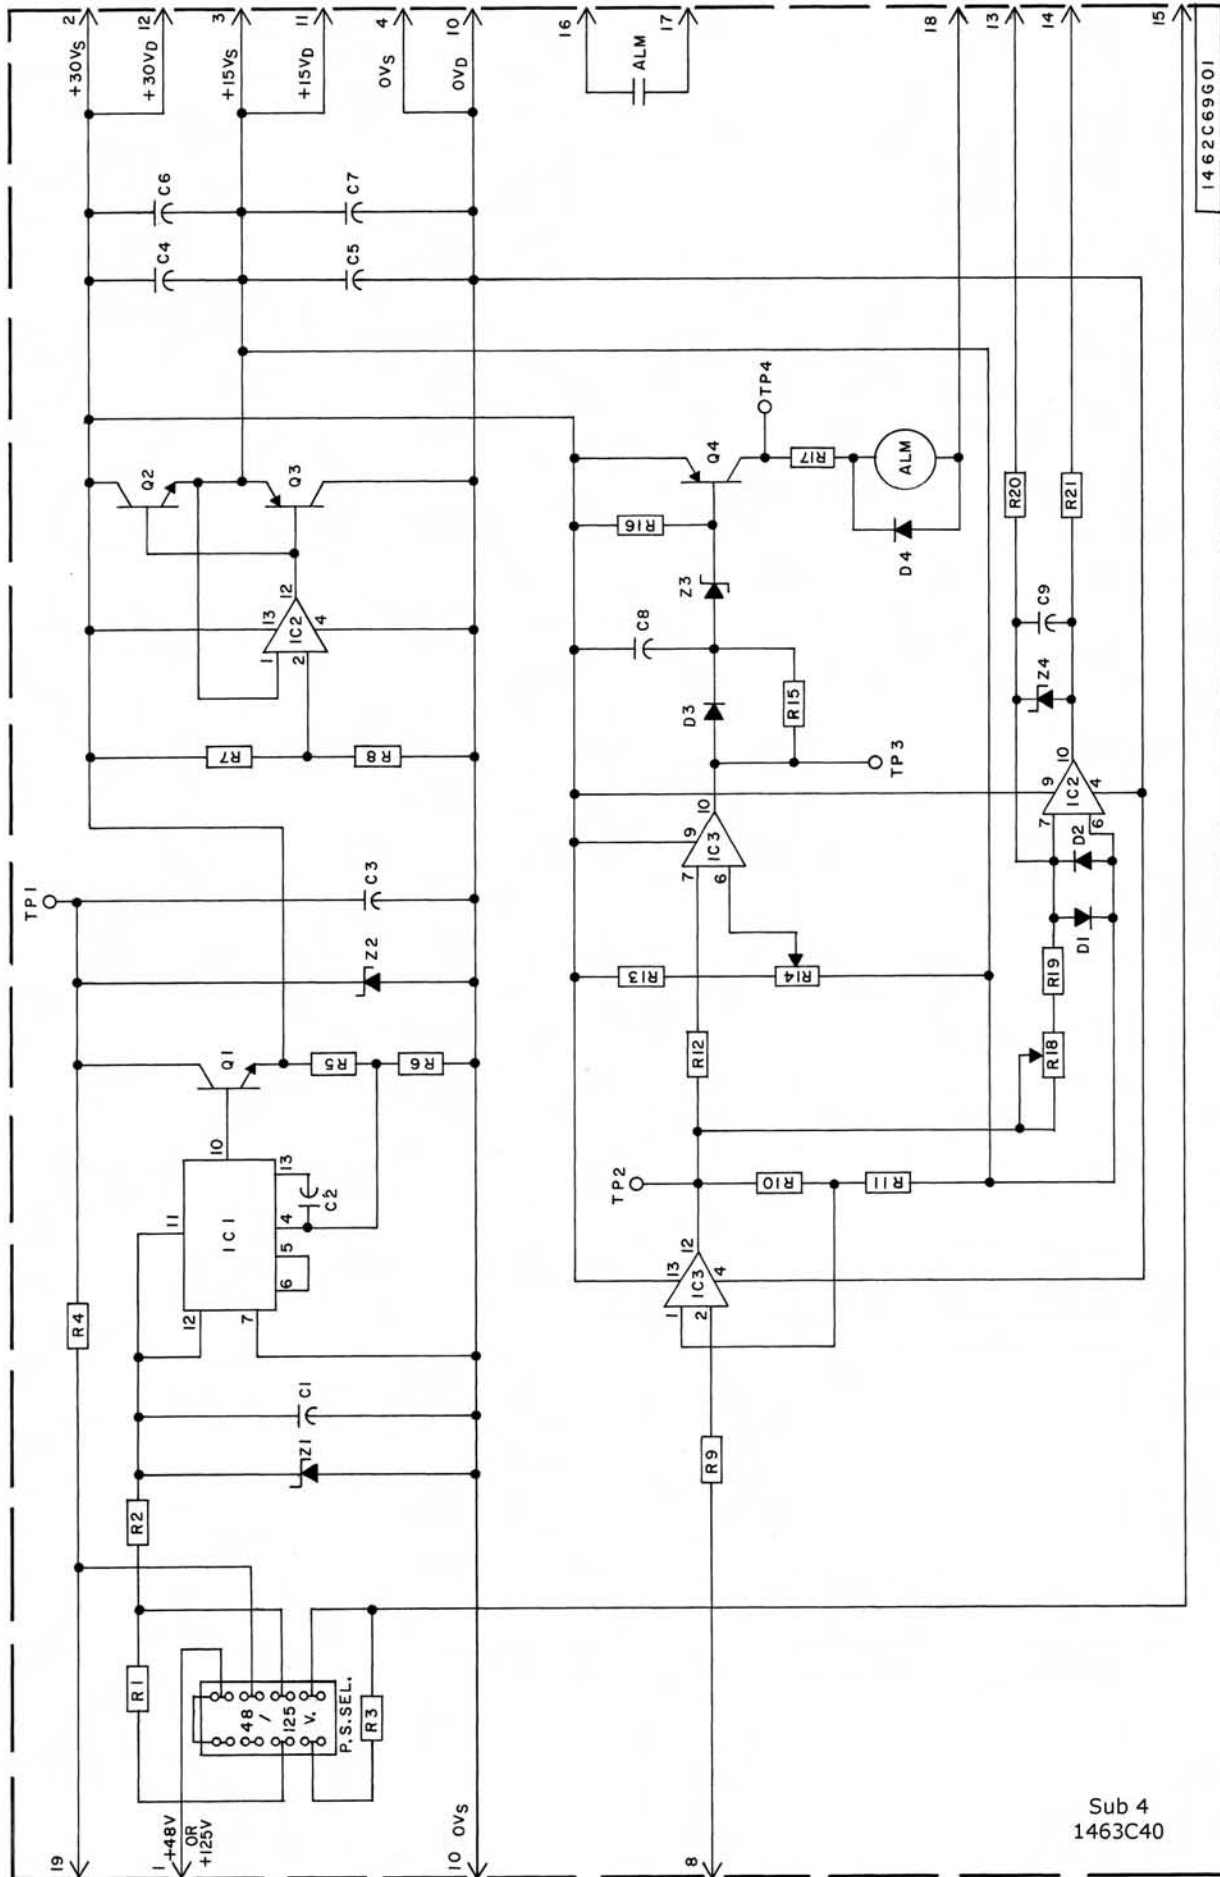 2
+30VS
12
+30VD
3
+15VS
11
+15VD
4
0VS
10
0VD
16
ALM
17
18
13
14
15
1462C69G01
C6
C7
C4
C5
Q2
Q3
12
13
IC2
4
1
2
R7
R8
TP1
C3
Z2
Q1
R5
R6
10
11
IC1
13
C2
4
5
6
12
7
R4
C1
Z1
R2
R1
48
/
125
V.
P.S.SEL.
R3
19
1
+48V
OR
+125V
10
0VS
Q4
TP4
R17
ALM
D4
R16
Z3
C8
D3
R15
TP3
10
9
IC3
7
6
R13
R14
R12
TP2
R10
R11
12
13
IC3
4
1
2
R9
8
R20
R21
C9
Z4
10
9
IC2
4
7
6
D2
D1
R19
R18
Sub 4
1463C40